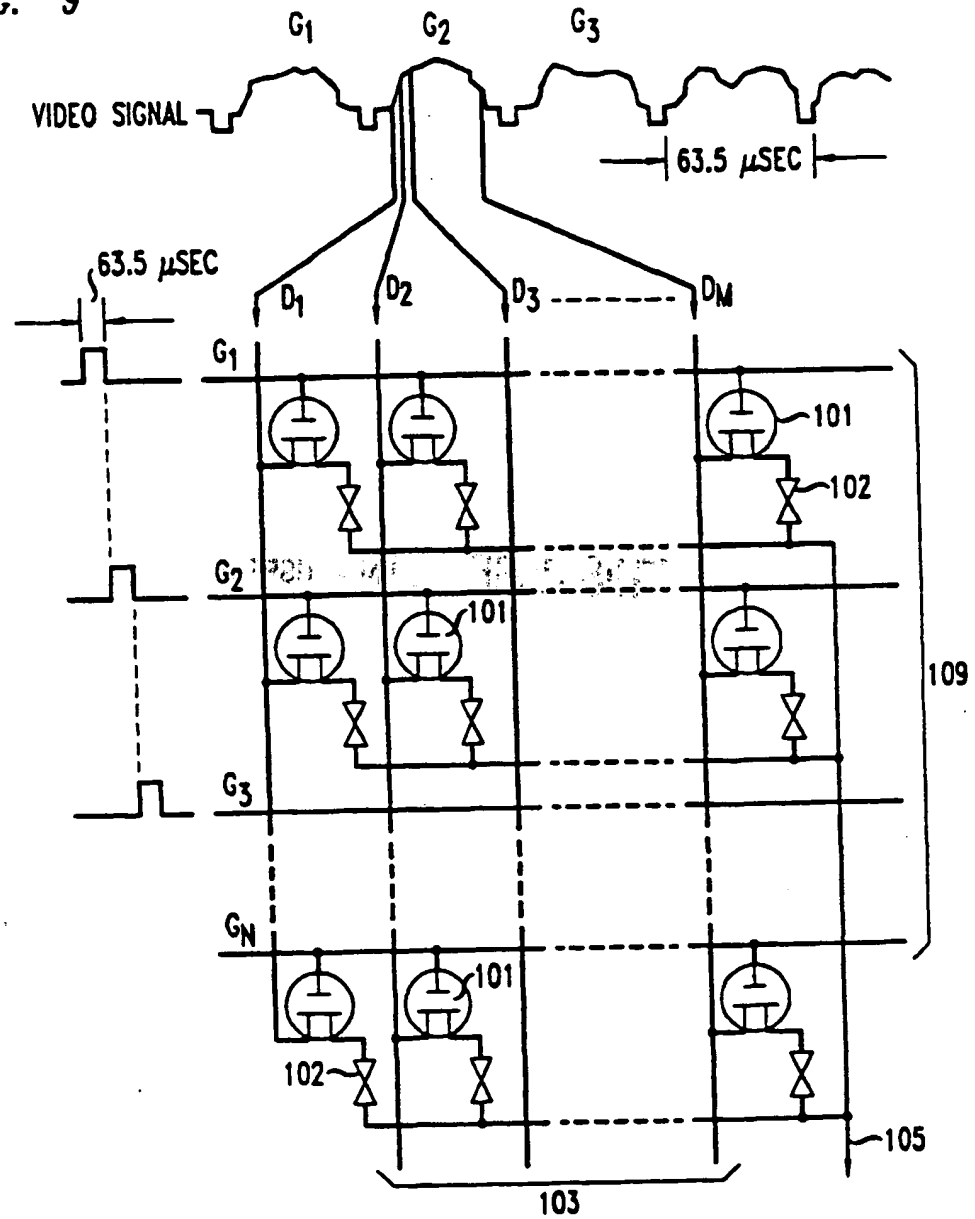 G. 9
G1 G2 G3
VIDEO SIGNAL
63.5 μSEC
63.5 μSEC
D1 D2 D3 DM
G1
101
102
G2
101
109
G3
GN
101
102
105
103